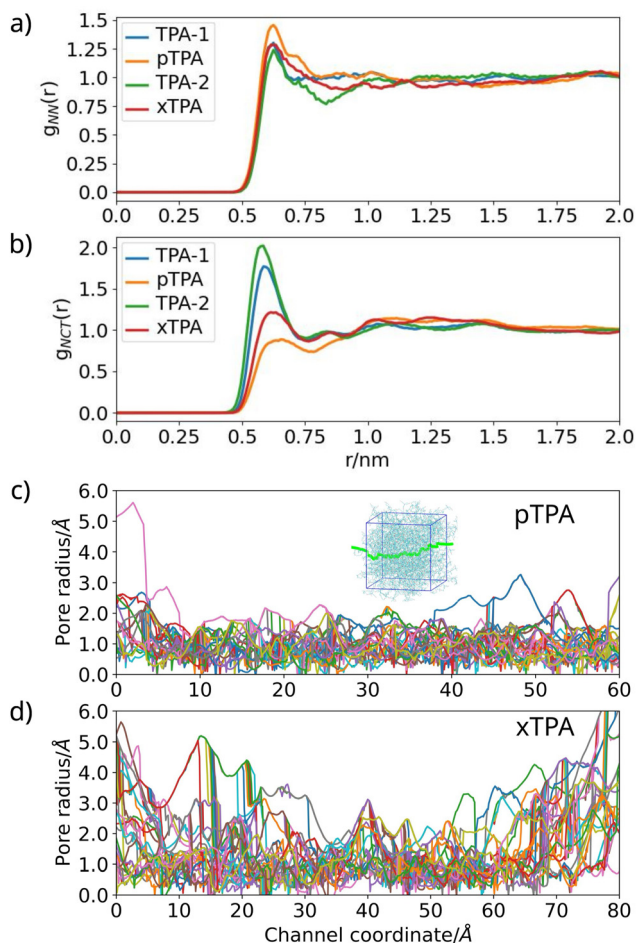 a)
1.5
1.25
1.0
0.75
0.5
0.25
0.0
g_NN(r)
TPA-1
pTPA
TPA-2
xTPA
0.0 0.25 0.5 0.75 1.0 1.25 1.5 1.75 2.0
b)
2.0
1.5
1.0
0.5
0.0
g_NCT(r)
TPA-1
pTPA
TPA-2
xTPA
0.0 0.25 0.5 0.75 1.0 1.25 1.5 1.75 2.0
r/nm
c)
6.0
5.0
4.0
3.0
2.0
1.0
0.0
Pore radius/Å
pTPA
0 10 20 30 40 50 60
d)
6.0
5.0
4.0
3.0
2.0
1.0
0.0
Pore radius/Å
xTPA
0 10 20 30 40 50 60 70 80
Channel coordinate/Å